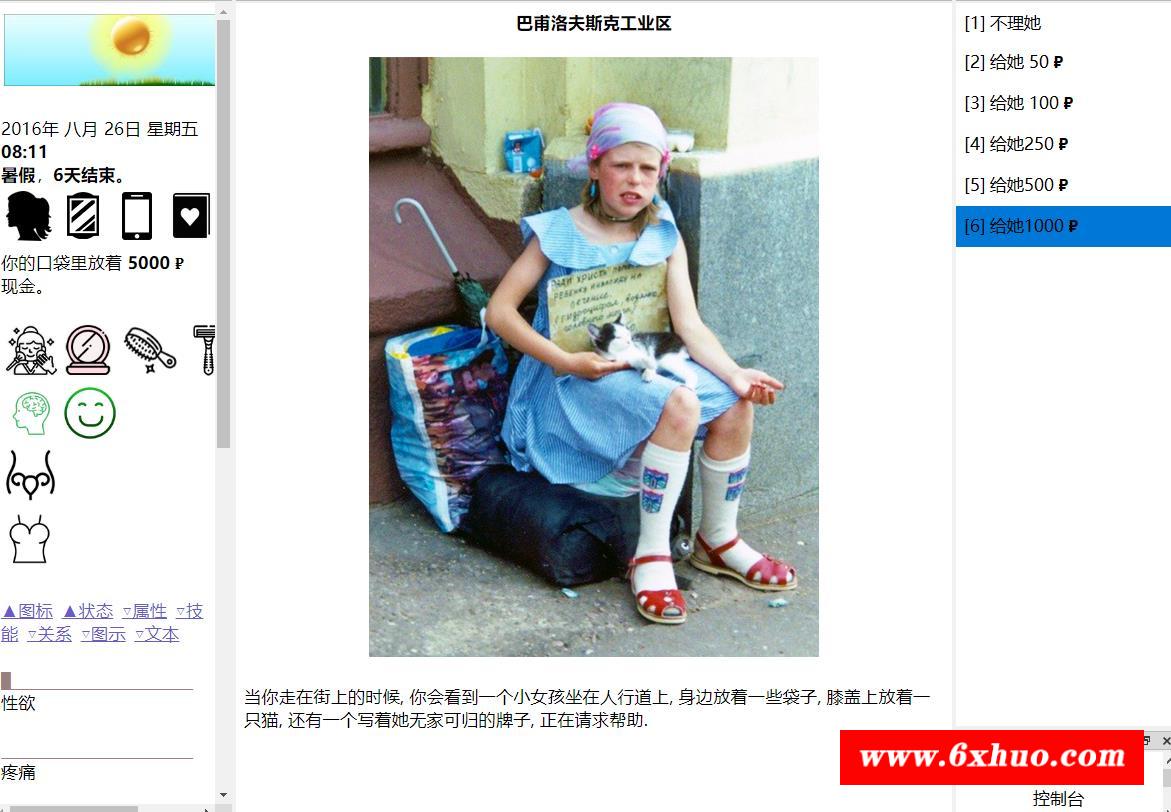 2016年 八月 26日 星期五
08:11
暑假，6天结束。
你的口袋里放着 5000 ₽
现金。
▲图标 ▲状态 ▿属性 ▿技
能 ▿关系 ▿图示 ▿文本
性欲
疼痛
巴甫洛夫斯克工业区
РЕБЕНКУ ИНВАЛИДУ НА
当你走在街上的时候, 你会看到一个小女孩坐在人行道上, 身边放着一些袋子, 膝盖上放着一
只猫, 还有一个写着她无家可归的牌子, 正在请求帮助.
[1] 不理她
[2] 给她 50 ₽
[3] 给她 100 ₽
[4] 给她250 ₽
[5] 给她500 ₽
[6] 给她1000 ₽
www.6xhuo.com
控制台